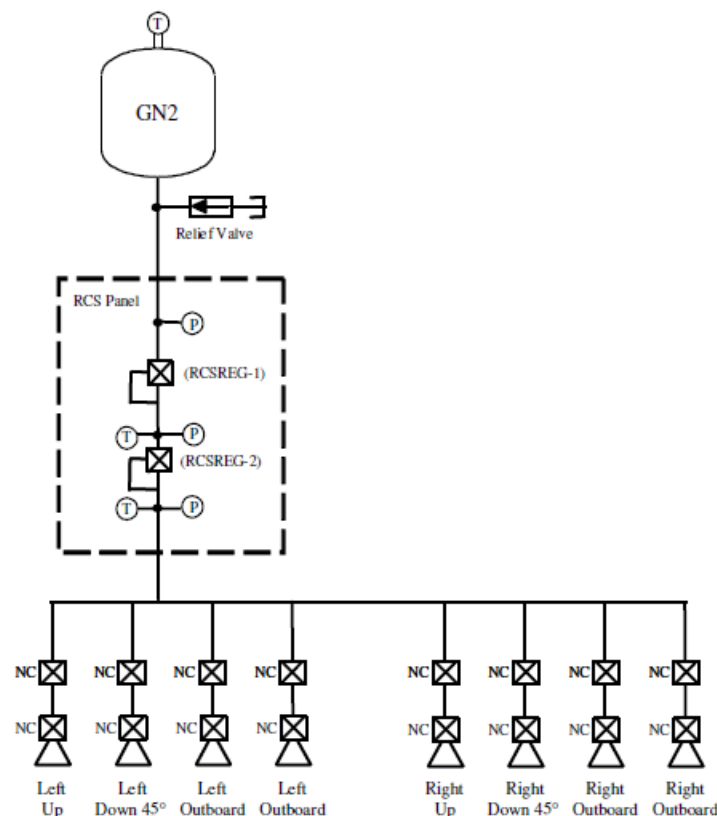 T
GN2
Relief Valve
RCS Panel
P
(RCSREG-1)
T P
(RCSREG-2)
T P
NC NC NC NC NC NC NC NC
NC NC NC NC NC NC NC NC
Left Left Left Left Right Right Right Right
Up Down 45° Outboard Outboard Up Down 45° Outboard Outboard